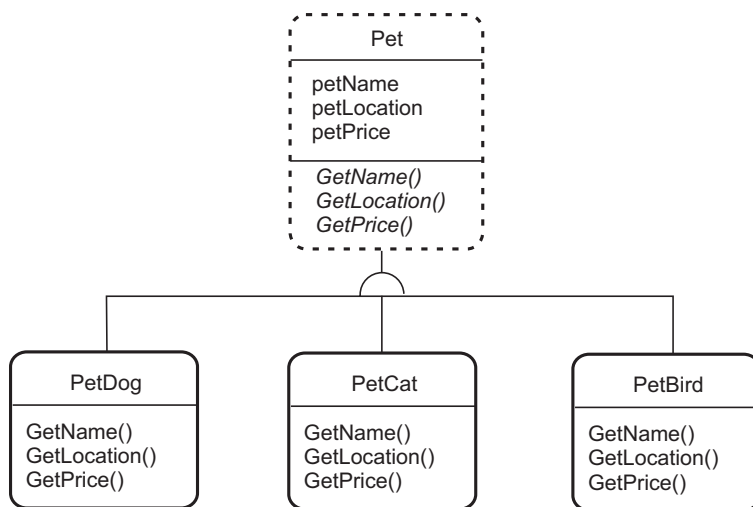 Pet
petName
petLocation
petPrice
GetName()
GetLocation()
GetPrice()
PetDog
GetName()
GetLocation()
GetPrice()
PetCat
GetName()
GetLocation()
GetPrice()
PetBird
GetName()
GetLocation()
GetPrice()